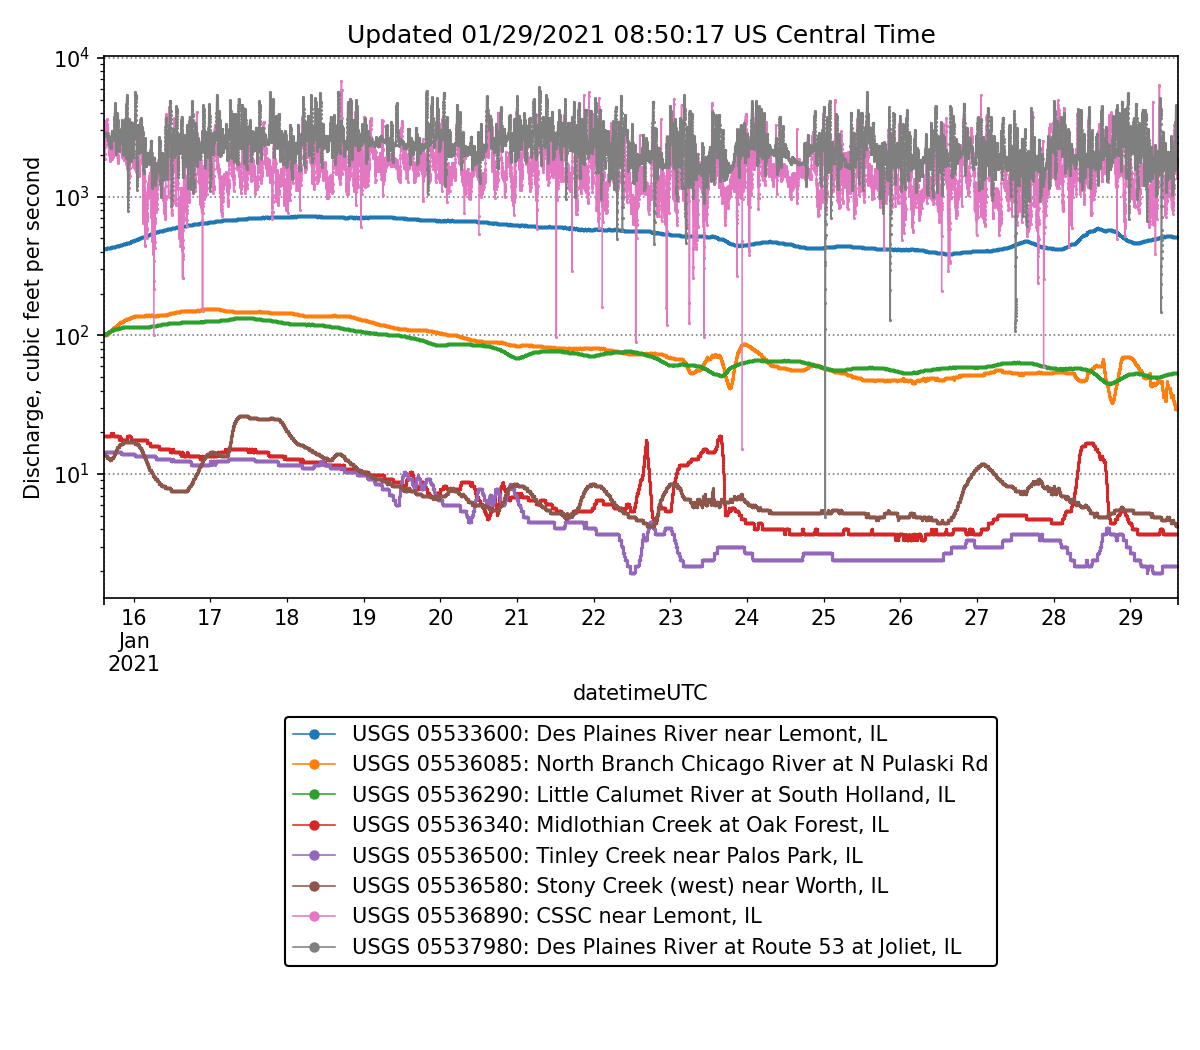 Updated 01/29/2021 08:50:17 US Central Time
Discharge, cubic feet per second
10^4
10^3
10^2
10^1
16 17 18 19 20 21 22 23 24 25 26 27 28 29
Jan
2021
datetimeUTC
USGS 05533600: Des Plaines River near Lemont, IL
USGS 05536085: North Branch Chicago River at N Pulaski Rd
USGS 05536290: Little Calumet River at South Holland, IL
USGS 05536340: Midlothian Creek at Oak Forest, IL
USGS 05536500: Tinley Creek near Palos Park, IL
USGS 05536580: Stony Creek (west) near Worth, IL
USGS 05536890: CSSC near Lemont, IL
USGS 05537980: Des Plaines River at Route 53 at Joliet, IL